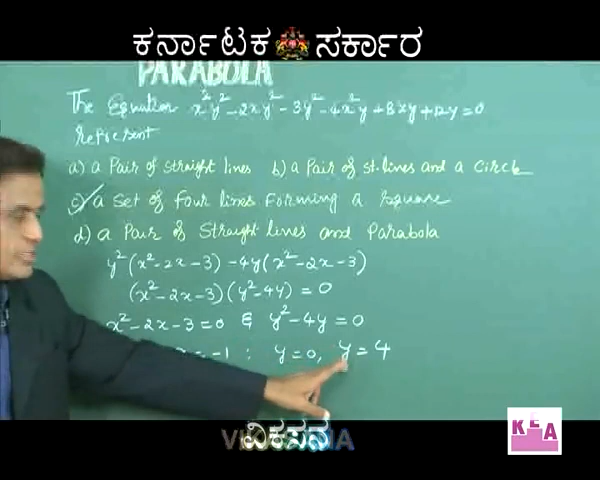 ಕರ್ನಾಟಕ ಸರ್ಕಾರ
PARABOLA
The Equation x²y² - 2xy² - 3y² - 4x²y + 8xy + 12y = 0
Represent
a) a Pair of Straight lines b) a Pair of st. lines and a Circle
c) a Set of Four lines Forming a Square
d) a Pair of Straight lines and Parabola
y²(x² - 2x - 3) - 4y(x² - 2x - 3)
(x² - 2x - 3)(y² - 4y) = 0
x² - 2x - 3 = 0 & y² - 4y = 0
= -1 : y = 0, y = 4
ವಿಕಸನ
KEA